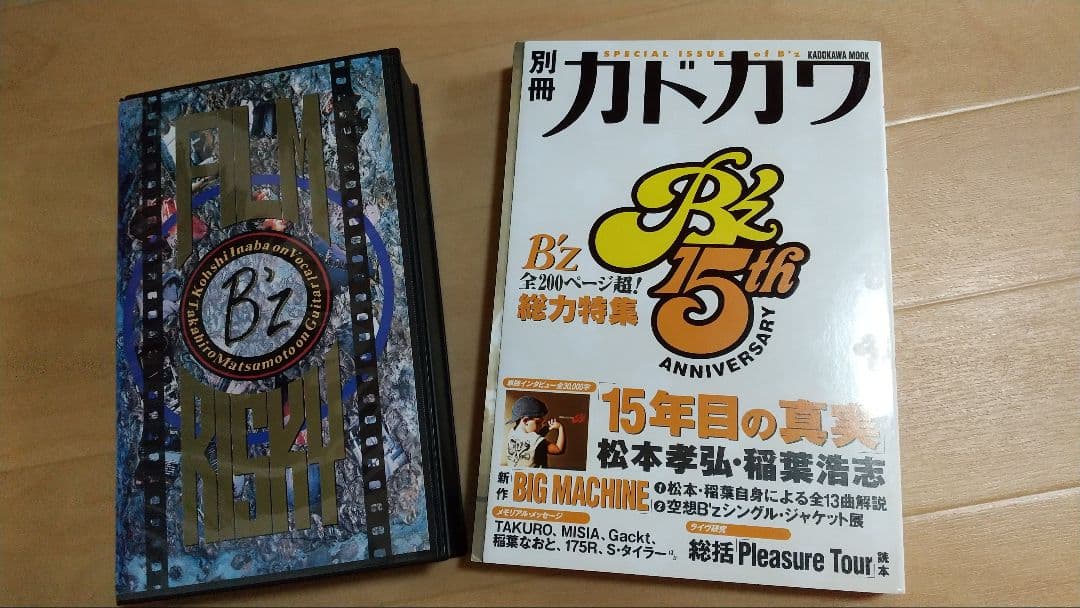 FILM
Kohshi Inaba on Vocal
B'z
Takahiro Matsumoto on Guitar
RISKY
SPECIAL ISSUE of B'z KADOKAWA MOOK
別冊
カドカワ
B'z
15th
ANNIVERSARY
B'z
全200ページ超!
総力特集
「15年目の真実」
松本孝弘・稲葉浩志
新作「BIG MACHINE」
❶松本・稲葉自身による全13曲解説
❷空想B'zシングル・ジャケット展
メモリアル・メッセージ
TAKURO、MISIA、Gackt、
稲葉なおと、175R、S・タイラーほか
ライヴ研究
総括「Pleasure Tour」読本